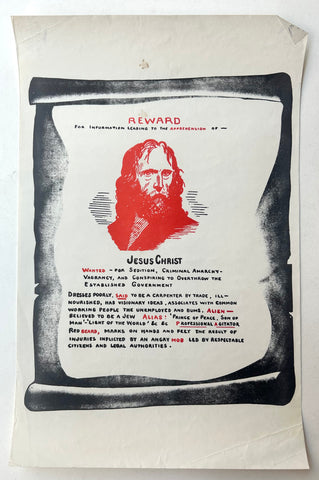 REWARD
FOR INFORMATION LEADING TO THE APPREHENSION OF —
JESUS CHRIST
WANTED – FOR SEDITION, CRIMINAL ANARCHY-
VAGRANCY, AND CONSPIRING TO OVERTHROW THE
ESTABLISHED GOVERNMENT
DRESSES POORLY, SAID TO BE A CARPENTER BY TRADE, ILL-
NOURISHED, HAS VISIONARY IDEAS, ASSOCIATES WITH COMMON
WORKING PEOPLE THE UNEMPLOYED AND BUMS. ALIEN—
BELIEVED TO BE A JEW ALIAS: 'PRINCE OF PEACE, SON OF
MAN'-'LIGHT OF THE WORLD' &c &c PROFESSIONAL AGITATOR
RED BEARD, MARKS ON HANDS AND FEET THE RESULT OF
INJURIES INFLICTED BY AN ANGRY MOB LED BY RESPECTABLE
CITIZENS AND LEGAL AUTHORITIES.